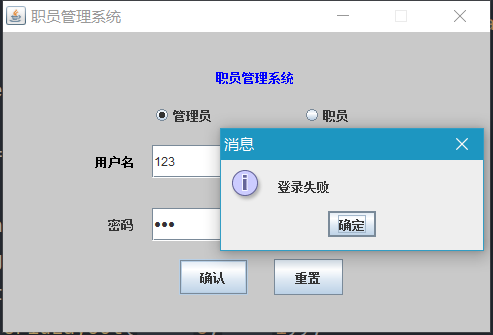 职员管理系统
职员管理系统
管理员 职员
用户名 123
消息
登录失败
确定
密码 •••
确认 重置